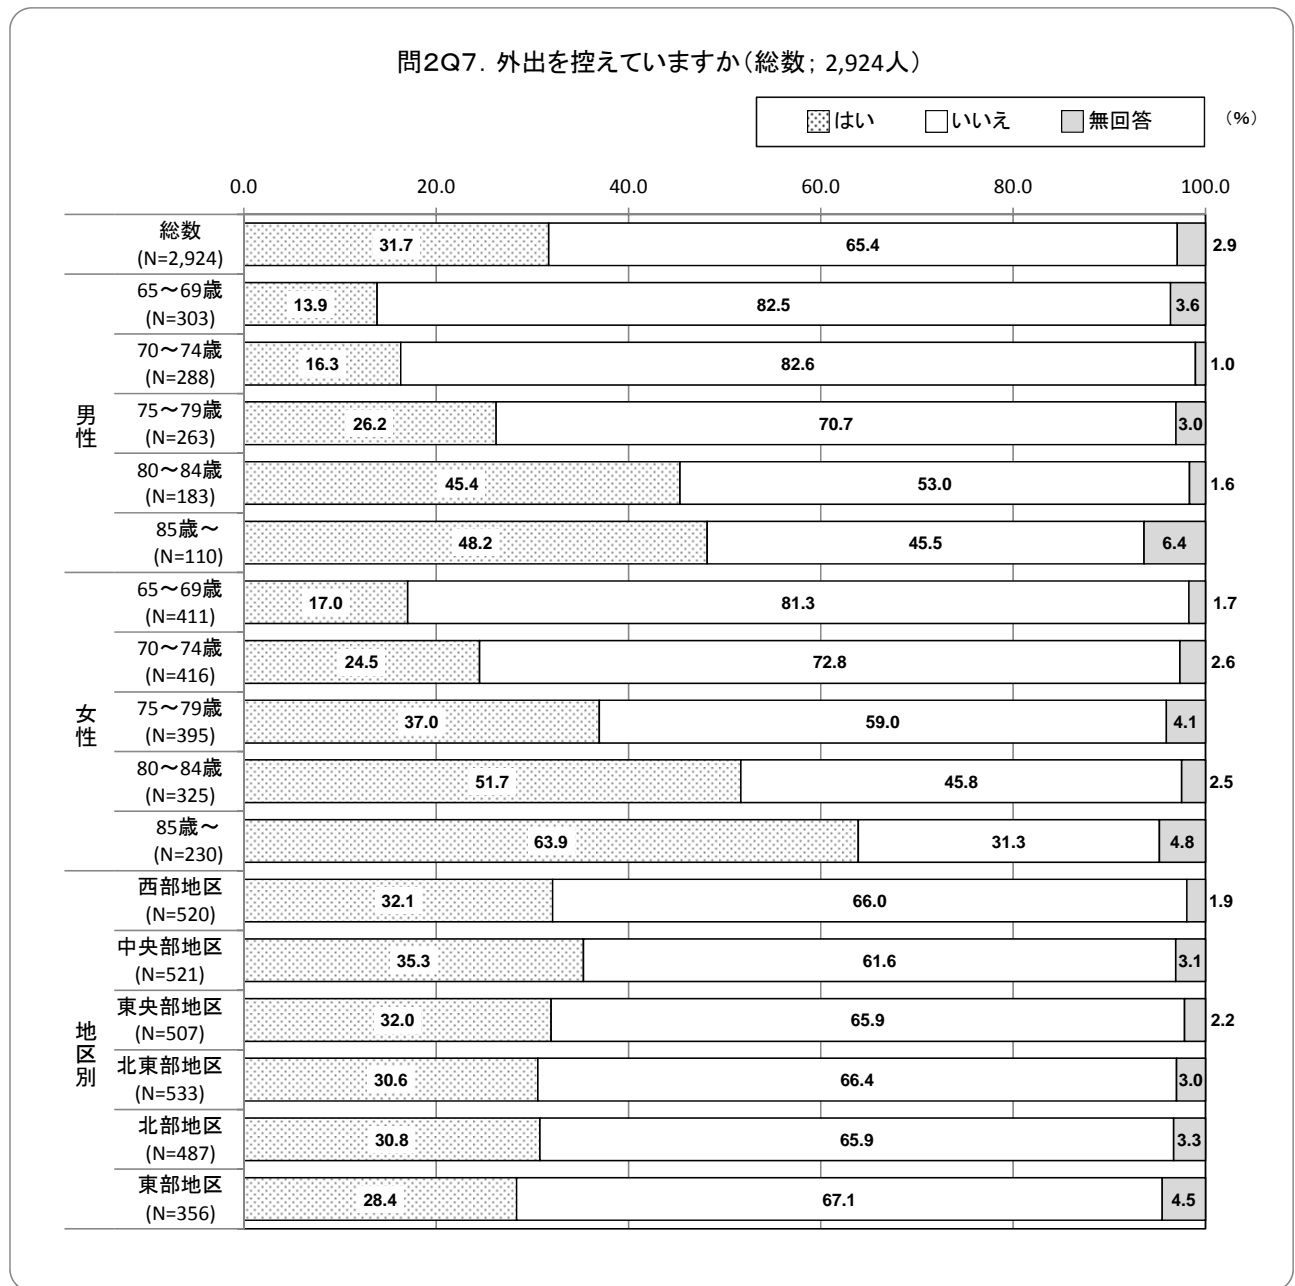 問2Q7. 外出を控えていますか（総数; 2,924人）
はい いいえ 無回答 （%）
0.0 20.0 40.0 60.0 80.0 100.0
総数
(N=2,924)
31.7 65.4 2.9
男性
65～69歳
(N=303)
13.9 82.5 3.6
70～74歳
(N=288)
16.3 82.6 1.0
75～79歳
(N=263)
26.2 70.7 3.0
80～84歳
(N=183)
45.4 53.0 1.6
85歳～
(N=110)
48.2 45.5 6.4
女性
65～69歳
(N=411)
17.0 81.3 1.7
70～74歳
(N=416)
24.5 72.8 2.6
75～79歳
(N=395)
37.0 59.0 4.1
80～84歳
(N=325)
51.7 45.8 2.5
85歳～
(N=230)
63.9 31.3 4.8
地区別
西部地区
(N=520)
32.1 66.0 1.9
中央部地区
(N=521)
35.3 61.6 3.1
東央部地区
(N=507)
32.0 65.9 2.2
北東部地区
(N=533)
30.6 66.4 3.0
北部地区
(N=487)
30.8 65.9 3.3
東部地区
(N=356)
28.4 67.1 4.5